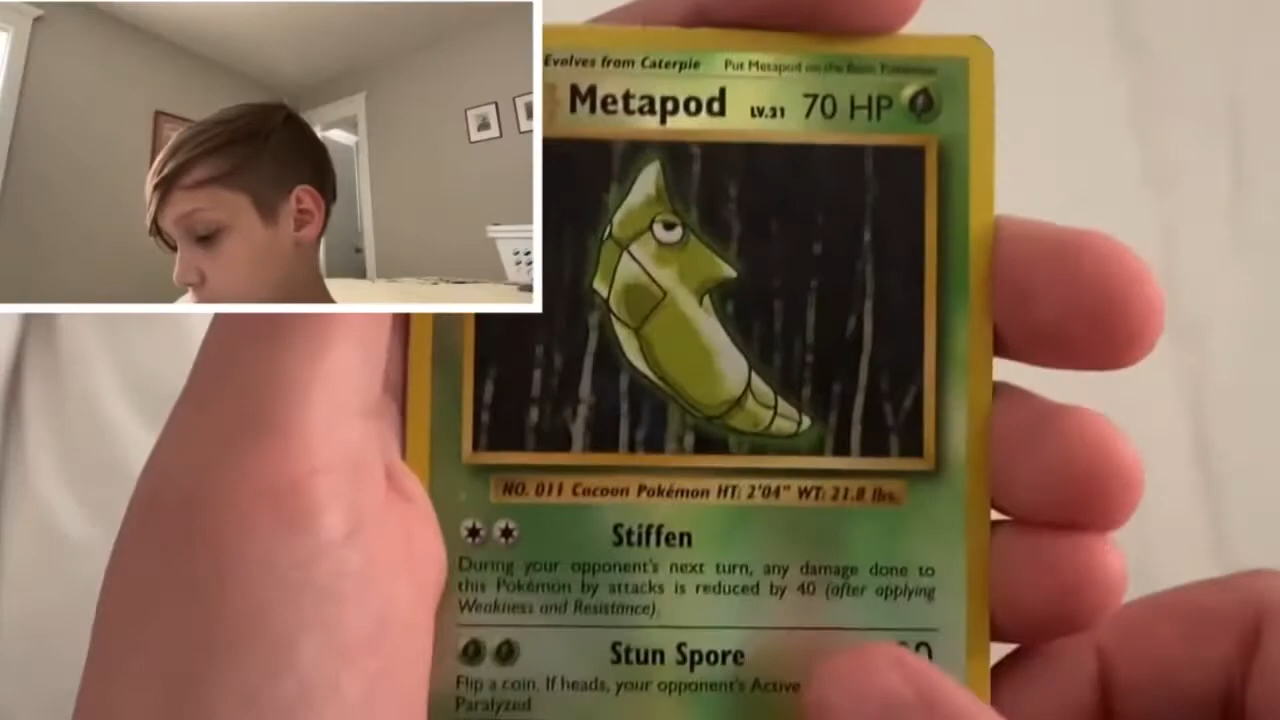 Evolves from Caterpie Put Metapod on the Basic Pokémon
Metapod LV.31 70 HP
NO. 011 Cocoon Pokémon HT: 2'04" WT: 21.8 lbs.
Stiffen
During your opponent's next turn, any damage done to
this Pokémon by attacks is reduced by 40 (after applying
Weakness and Resistance).
Stun Spore
Flip a coin. If heads, your opponent's Active
Paralyzed